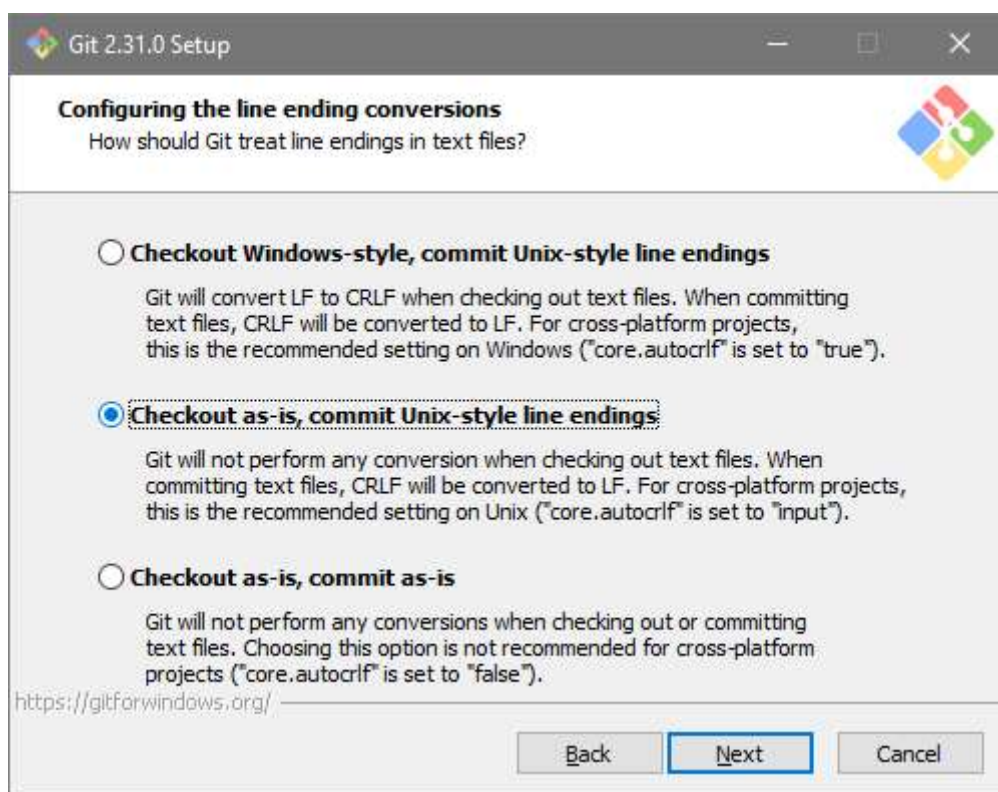 Git 2.31.0 Setup
Configuring the line ending conversions
How should Git treat line endings in text files?
Checkout Windows-style, commit Unix-style line endings
Git will convert LF to CRLF when checking out text files. When committing
text files, CRLF will be converted to LF. For cross-platform projects,
this is the recommended setting on Windows ("core.autocrlf" is set to "true").
Checkout as-is, commit Unix-style line endings
Git will not perform any conversion when checking out text files. When
committing text files, CRLF will be converted to LF. For cross-platform projects,
this is the recommended setting on Unix ("core.autocrlf" is set to "input").
Checkout as-is, commit as-is
Git will not perform any conversions when checking out or committing
text files. Choosing this option is not recommended for cross-platform
projects ("core.autocrlf" is set to "false").
https://gitforwindows.org/
Back
Next
Cancel